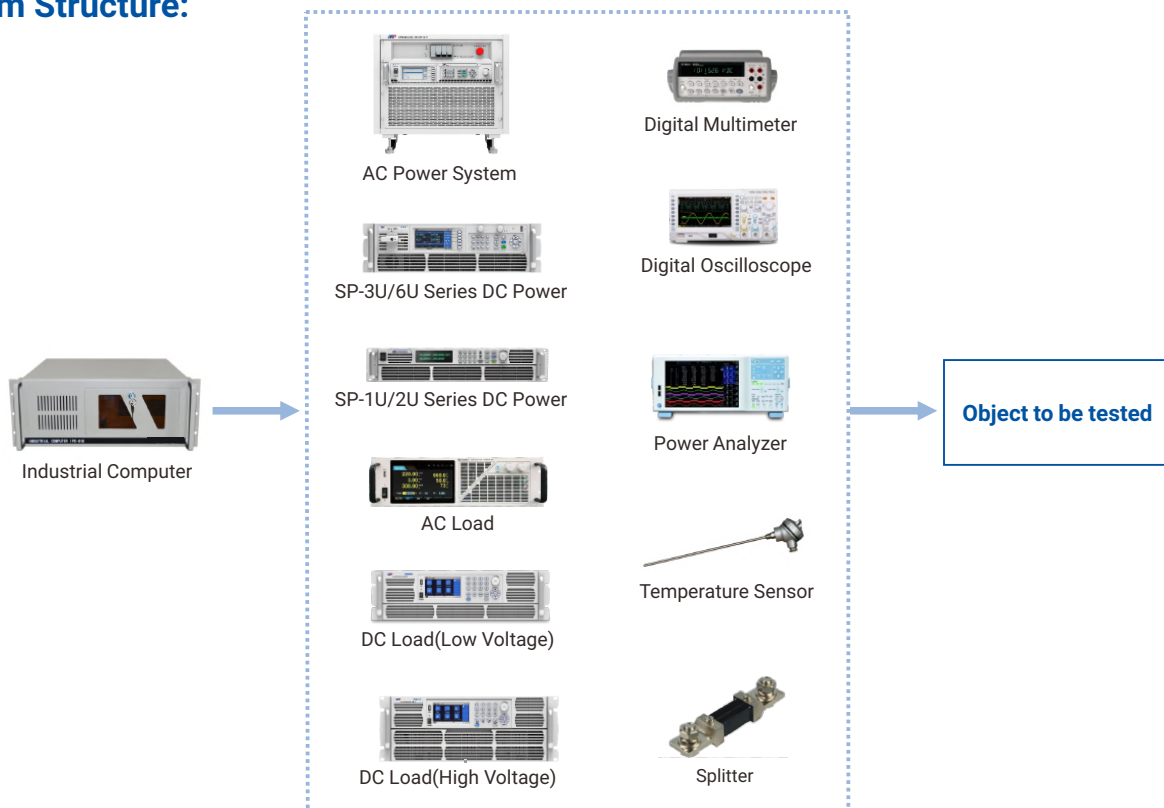 m Structure:
AC Power System
Digital Multimeter
SP-3U/6U Series DC Power
Digital Oscilloscope
SP-1U/2U Series DC Power
Power Analyzer
Industrial Computer
Object to be tested
AC Load
Temperature Sensor
DC Load(Low Voltage)
DC Load(High Voltage)
Splitter